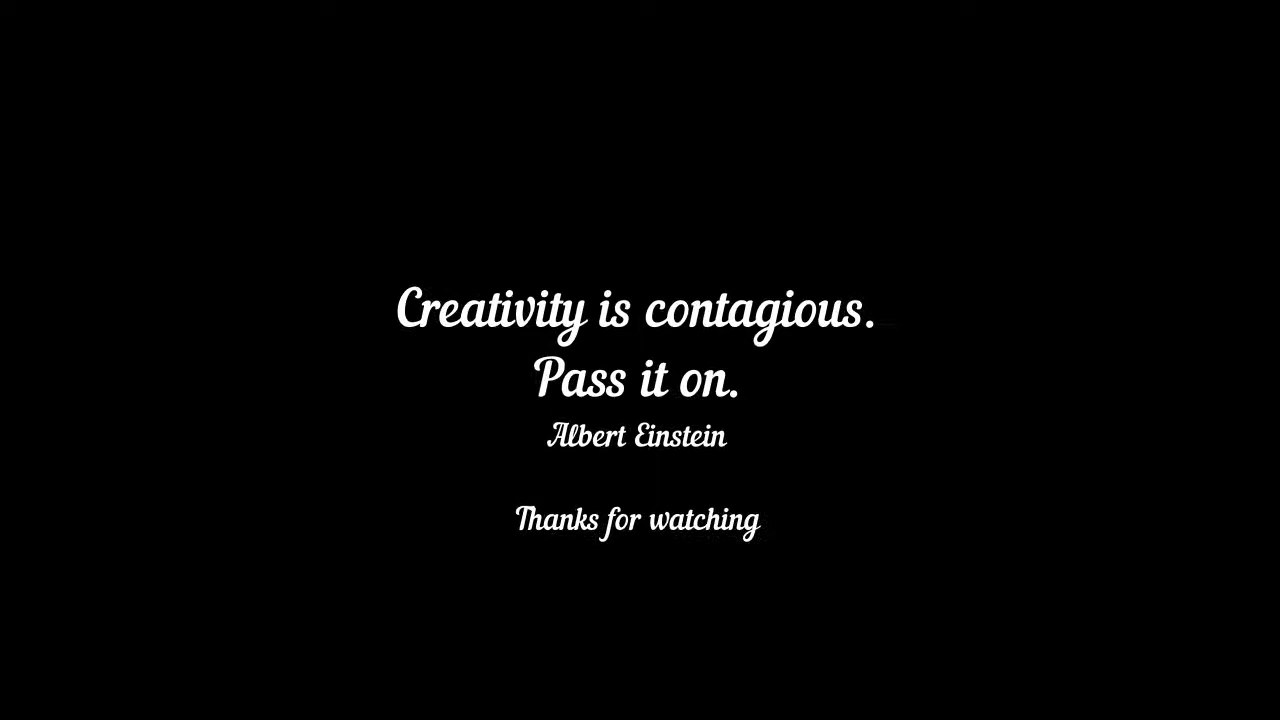 Creativity is contagious.
Pass it on.
Albert Einstein
Thanks for watching